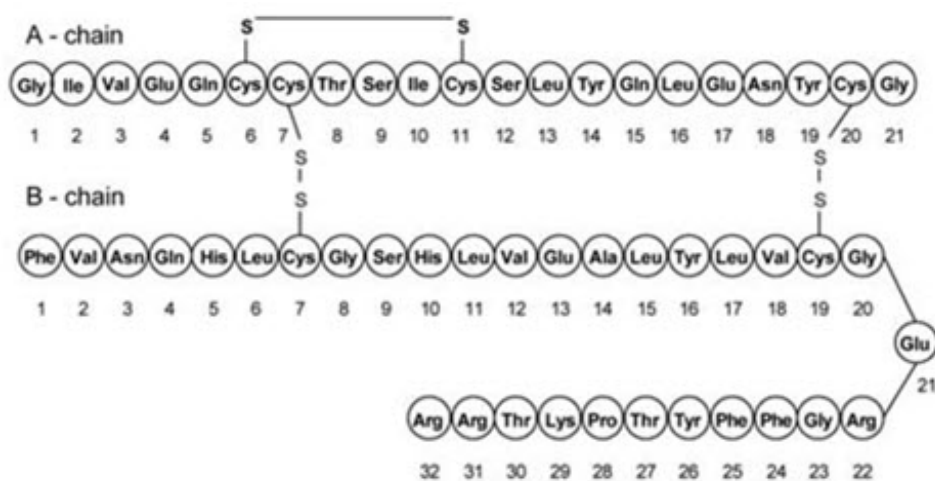 S S
A - chain
Gly Ile Val Glu Gln Cys Cys Thr Ser Ile Cys Ser Leu Tyr Gln Leu Glu Asn Tyr Cys Gly
1 2 3 4 5 6 7 8 9 10 11 12 13 14 15 16 17 18 19 20 21
S S
S S
B - chain
Phe Val Asn Gln His Leu Cys Gly Ser His Leu Val Glu Ala Leu Tyr Leu Val Cys Gly
1 2 3 4 5 6 7 8 9 10 11 12 13 14 15 16 17 18 19 20
Glu
21
Arg Arg Thr Lys Pro Thr Tyr Phe Phe Gly Arg
32 31 30 29 28 27 26 25 24 23 22